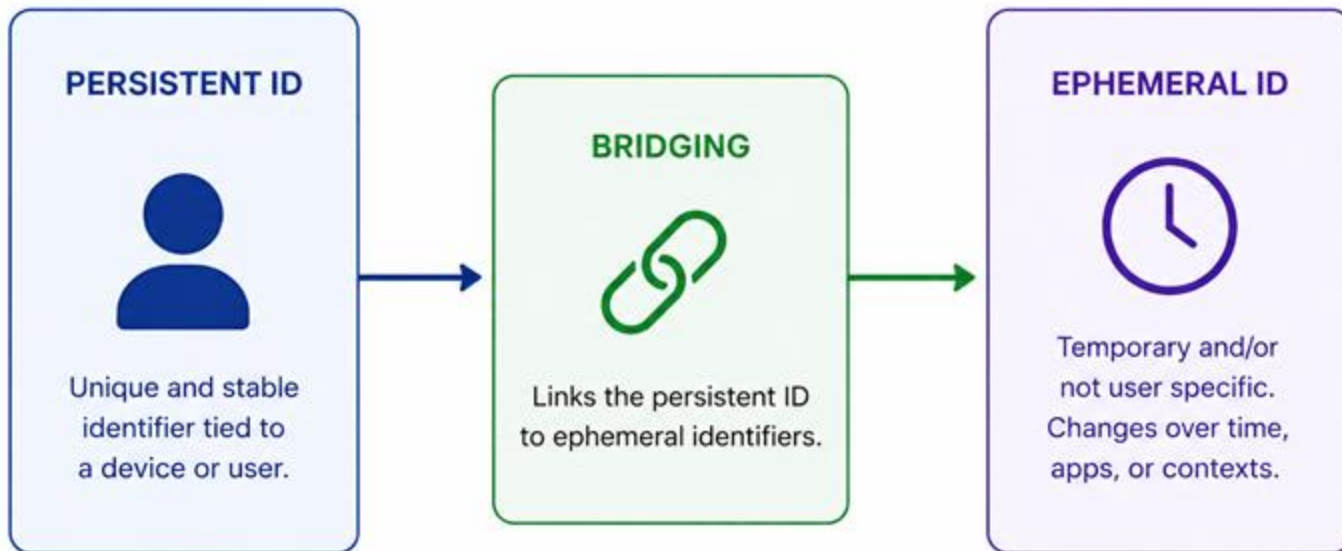 PERSISTENT ID
Unique and stable
identifier tied to
a device or user.
BRIDGING
Links the persistent ID
to ephemeral identifiers.
EPHEMERAL ID
Temporary and/or
not user specific.
Changes over time,
apps, or contexts.